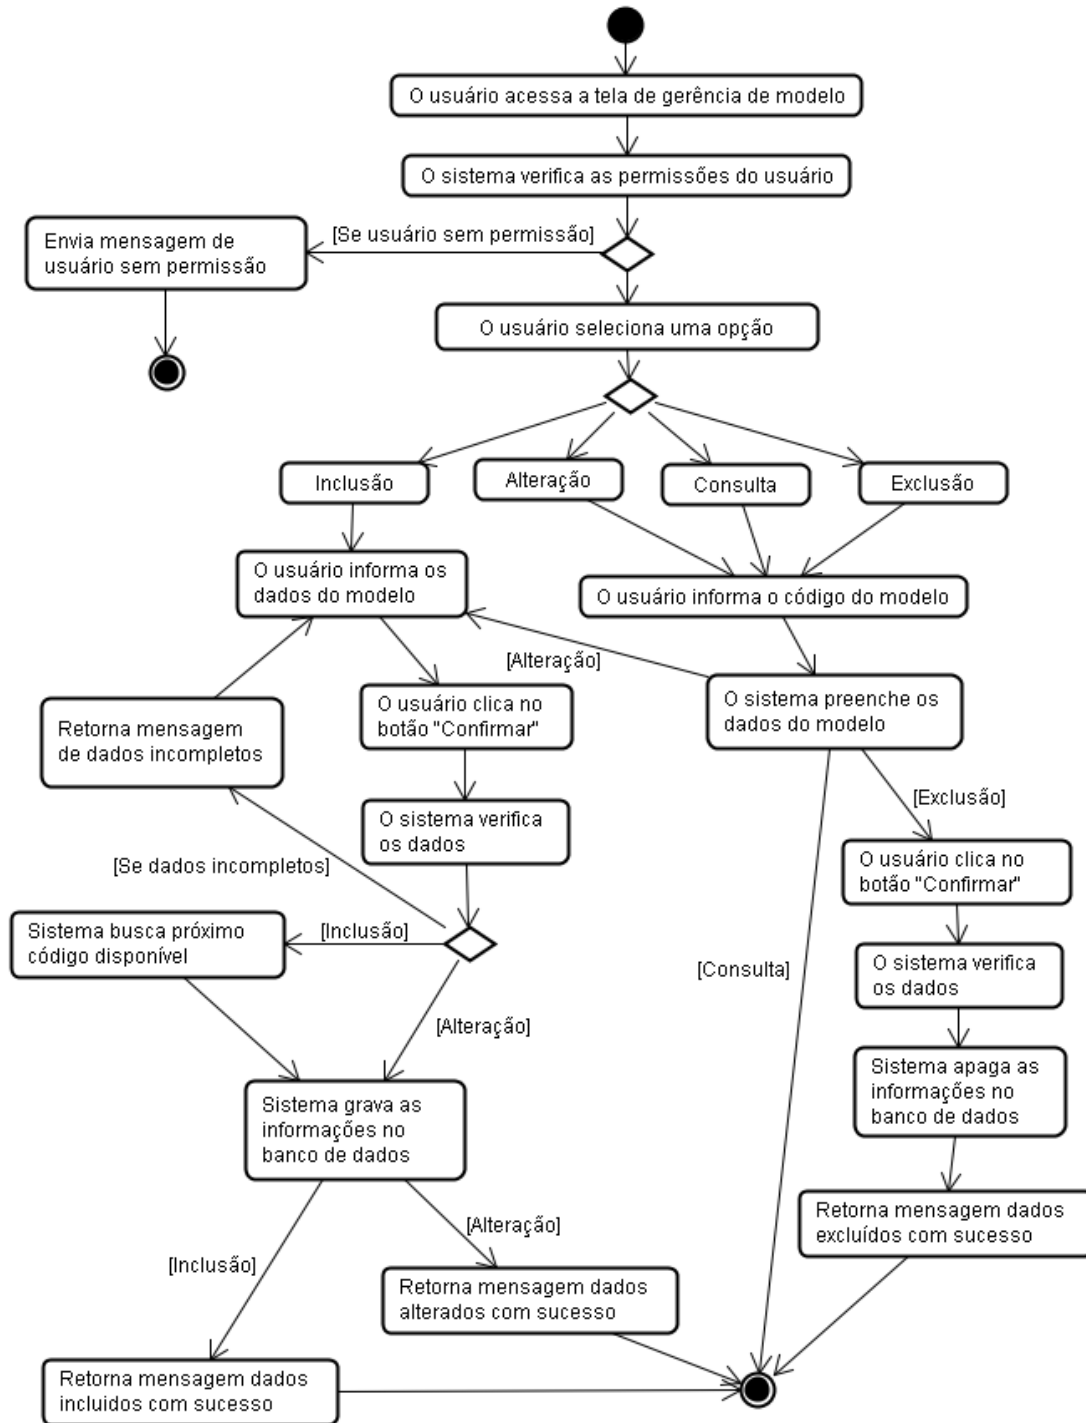 O usuário acessa a tela de gerência de modelo
O sistema verifica as permissões do usuário
[Se usuário sem permissão]
Envia mensagem de
usuário sem permissão
O usuário seleciona uma opção
Inclusão
Alteração
Consulta
Exclusão
O usuário informa os
dados do modelo
O usuário informa o código do modelo
[Alteração]
O usuário clica no
botão "Confirmar"
O sistema preenche os
dados do modelo
Retorna mensagem
de dados incompletos
[Exclusão]
O sistema verifica
os dados
[Se dados incompletos]
O usuário clica no
botão "Confirmar"
Sistema busca próximo
código disponível
[Inclusão]
[Consulta]
O sistema verifica
os dados
[Alteração]
Sistema grava as
informações no
banco de dados
Sistema apaga as
informações no
banco de dados
[Alteração]
Retorna mensagem dados
excluídos com sucesso
[Inclusão]
Retorna mensagem dados
alterados com sucesso
Retorna mensagem dados
incluidos com sucesso